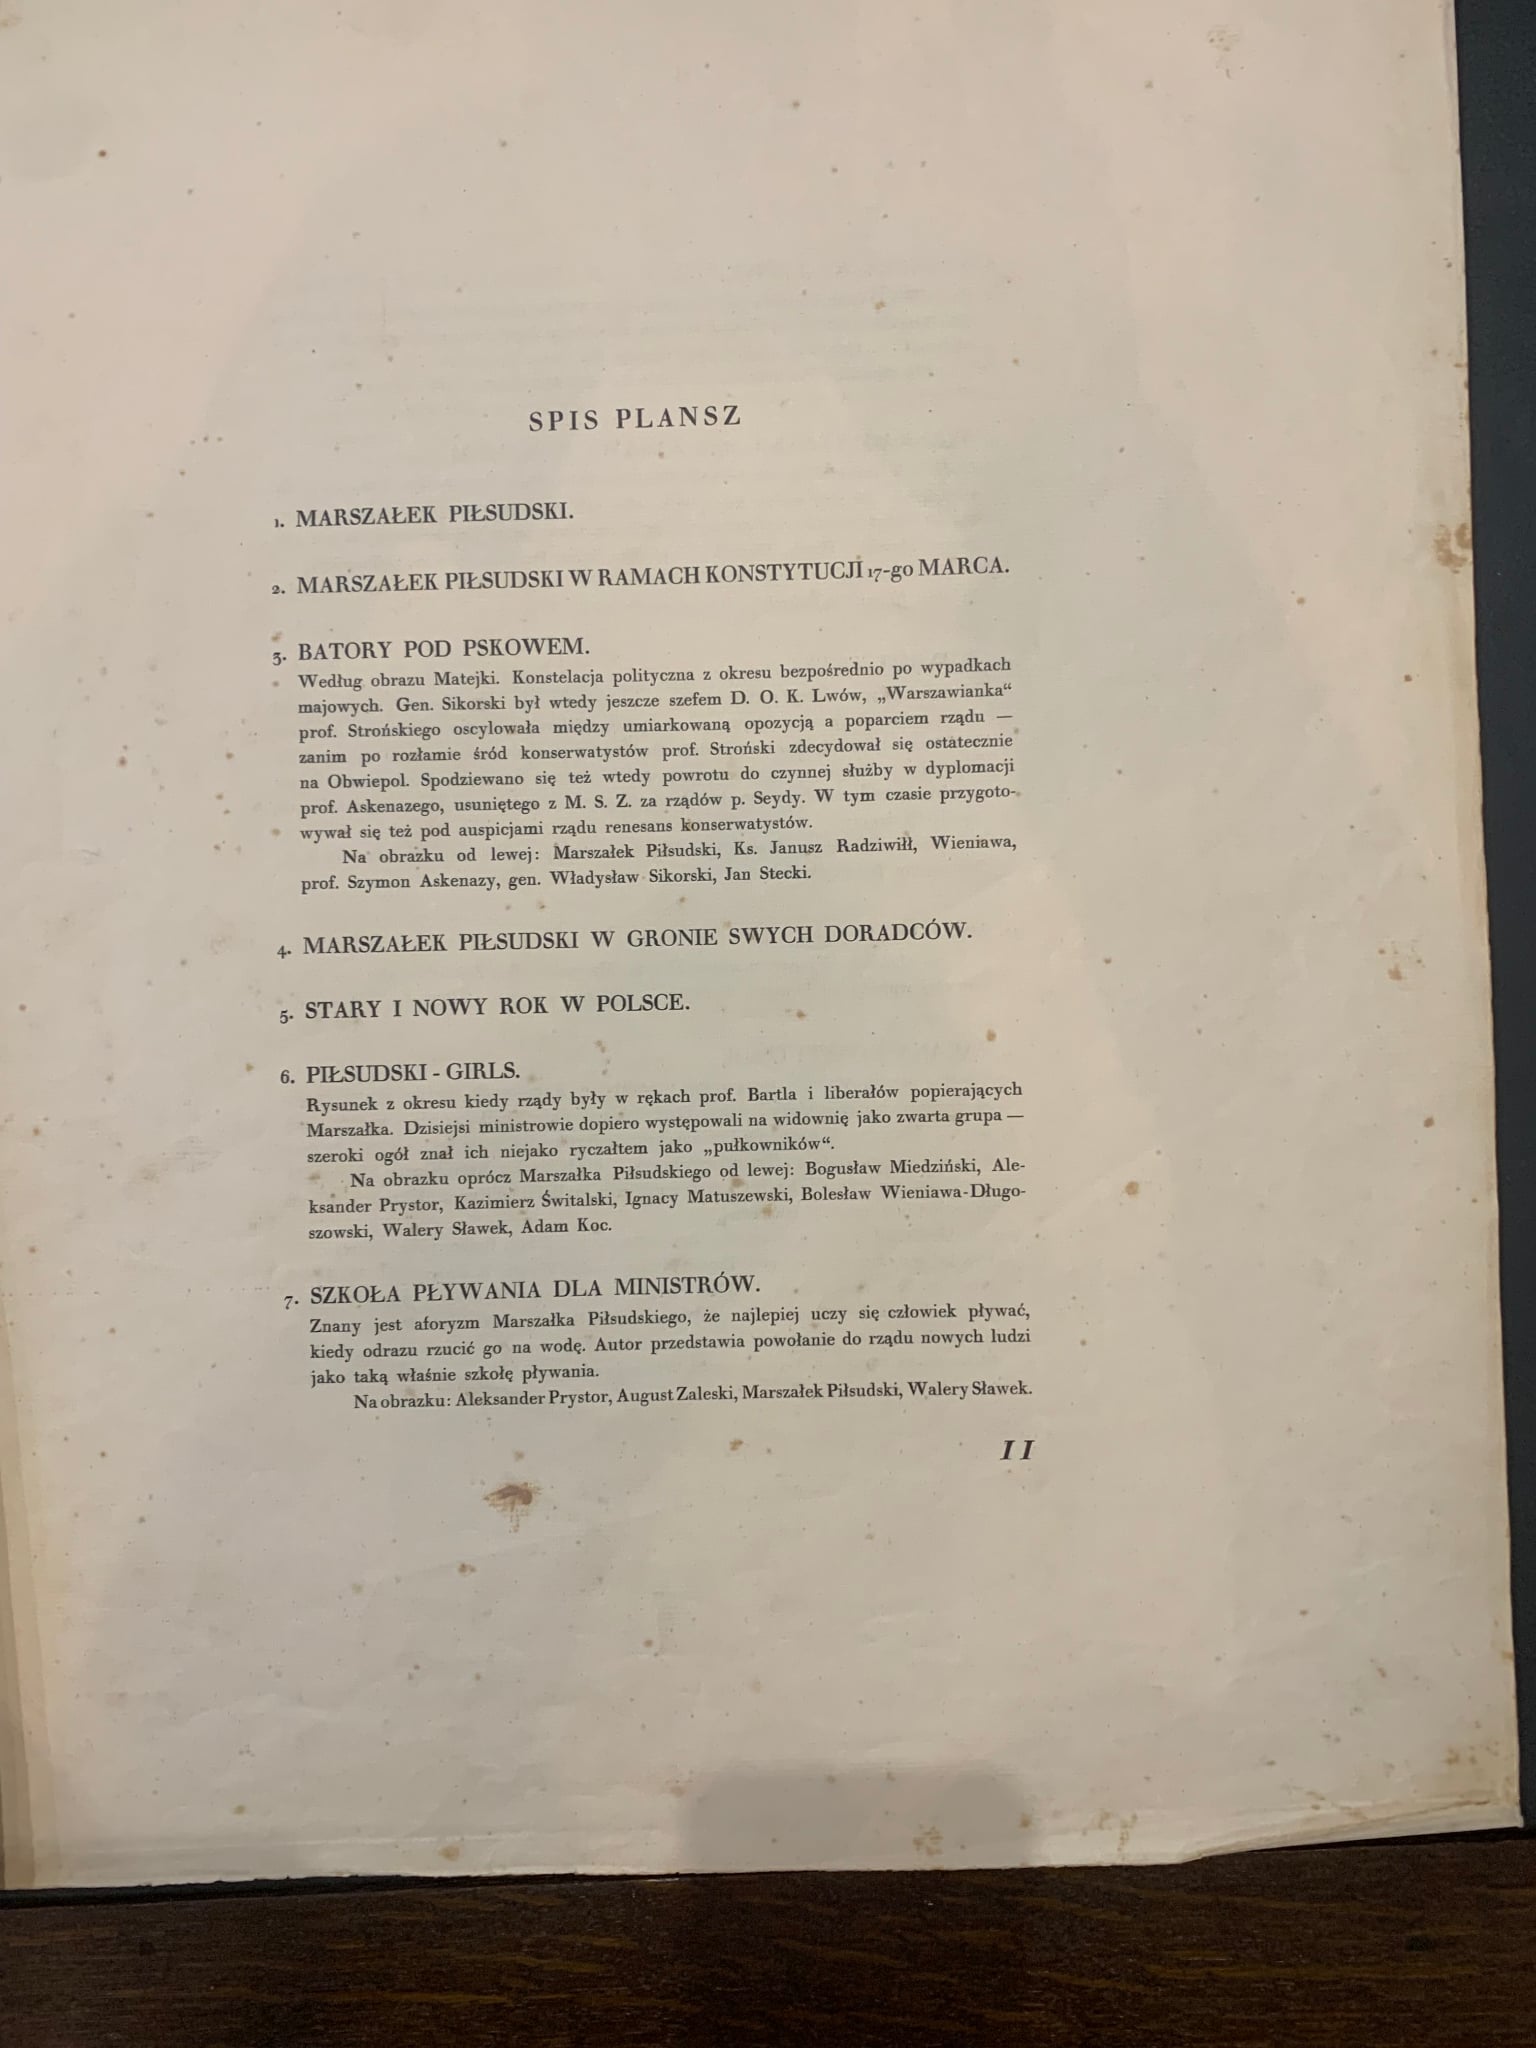 SPIS PLANSZ
1. MARSZAŁEK PIŁSUDSKI.
2. MARSZAŁEK PIŁSUDSKI W RAMACH KONSTYTUCJI 17-go MARCA.
3. BATORY POD PSKOWEM.
Według obrazu Matejki. Konstelacja polityczna z okresu bezpośrednio po wypadkach
majowych. Gen. Sikorski był wtedy jeszcze szefem D. O. K. Lwów, „Warszawianka“
prof. Strońskiego oscylowała między umiarkowaną opozycją a poparciem rządu —
zanim po rozłamie śród konserwatystów prof. Stroński zdecydował się ostatecznie
na Obwiepol. Spodziewano się też wtedy powrotu do czynnej służby w dyplomacji
prof. Askenazego, usuniętego z M. S. Z. za rządów p. Seydy. W tym czasie przygoto-
wywał się też pod auspicjami rządu renesans konserwatystów.
Na obrazku od lewej: Marszałek Piłsudski, Ks. Janusz Radziwiłł, Wieniawa,
prof. Szymon Askenazy, gen. Władysław Sikorski, Jan Stecki.
4. MARSZAŁEK PIŁSUDSKI W GRONIE SWYCH DORADCÓW.
5. STARY I NOWY ROK W POLSCE.
6. PIŁSUDSKI - GIRLS.
Rysunek z okresu kiedy rządy były w rękach prof. Bartla i liberałów popierających
Marszałka. Dzisiejsi ministrowie dopiero występowali na widownię jako zwarta grupa —
szeroki ogół znał ich niejako ryczałtem jako „pułkowników“.
Na obrazku oprócz Marszałka Piłsudskiego od lewej: Bogusław Miedziński, Ale-
ksander Prystor, Kazimierz Świtalski, Ignacy Matuszewski, Bolesław Wieniawa-Długo-
szowski, Walery Sławek, Adam Koc.
7. SZKOŁA PŁYWANIA DLA MINISTRÓW.
Znany jest aforyzm Marszałka Piłsudskiego, że najlepiej uczy się człowiek pływać,
kiedy odrazu rzucić go na wodę. Autor przedstawia powołanie do rządu nowych ludzi
jako taką właśnie szkołę pływania.
Na obrazku: Aleksander Prystor, August Zaleski, Marszałek Piłsudski, Walery Sławek.
II